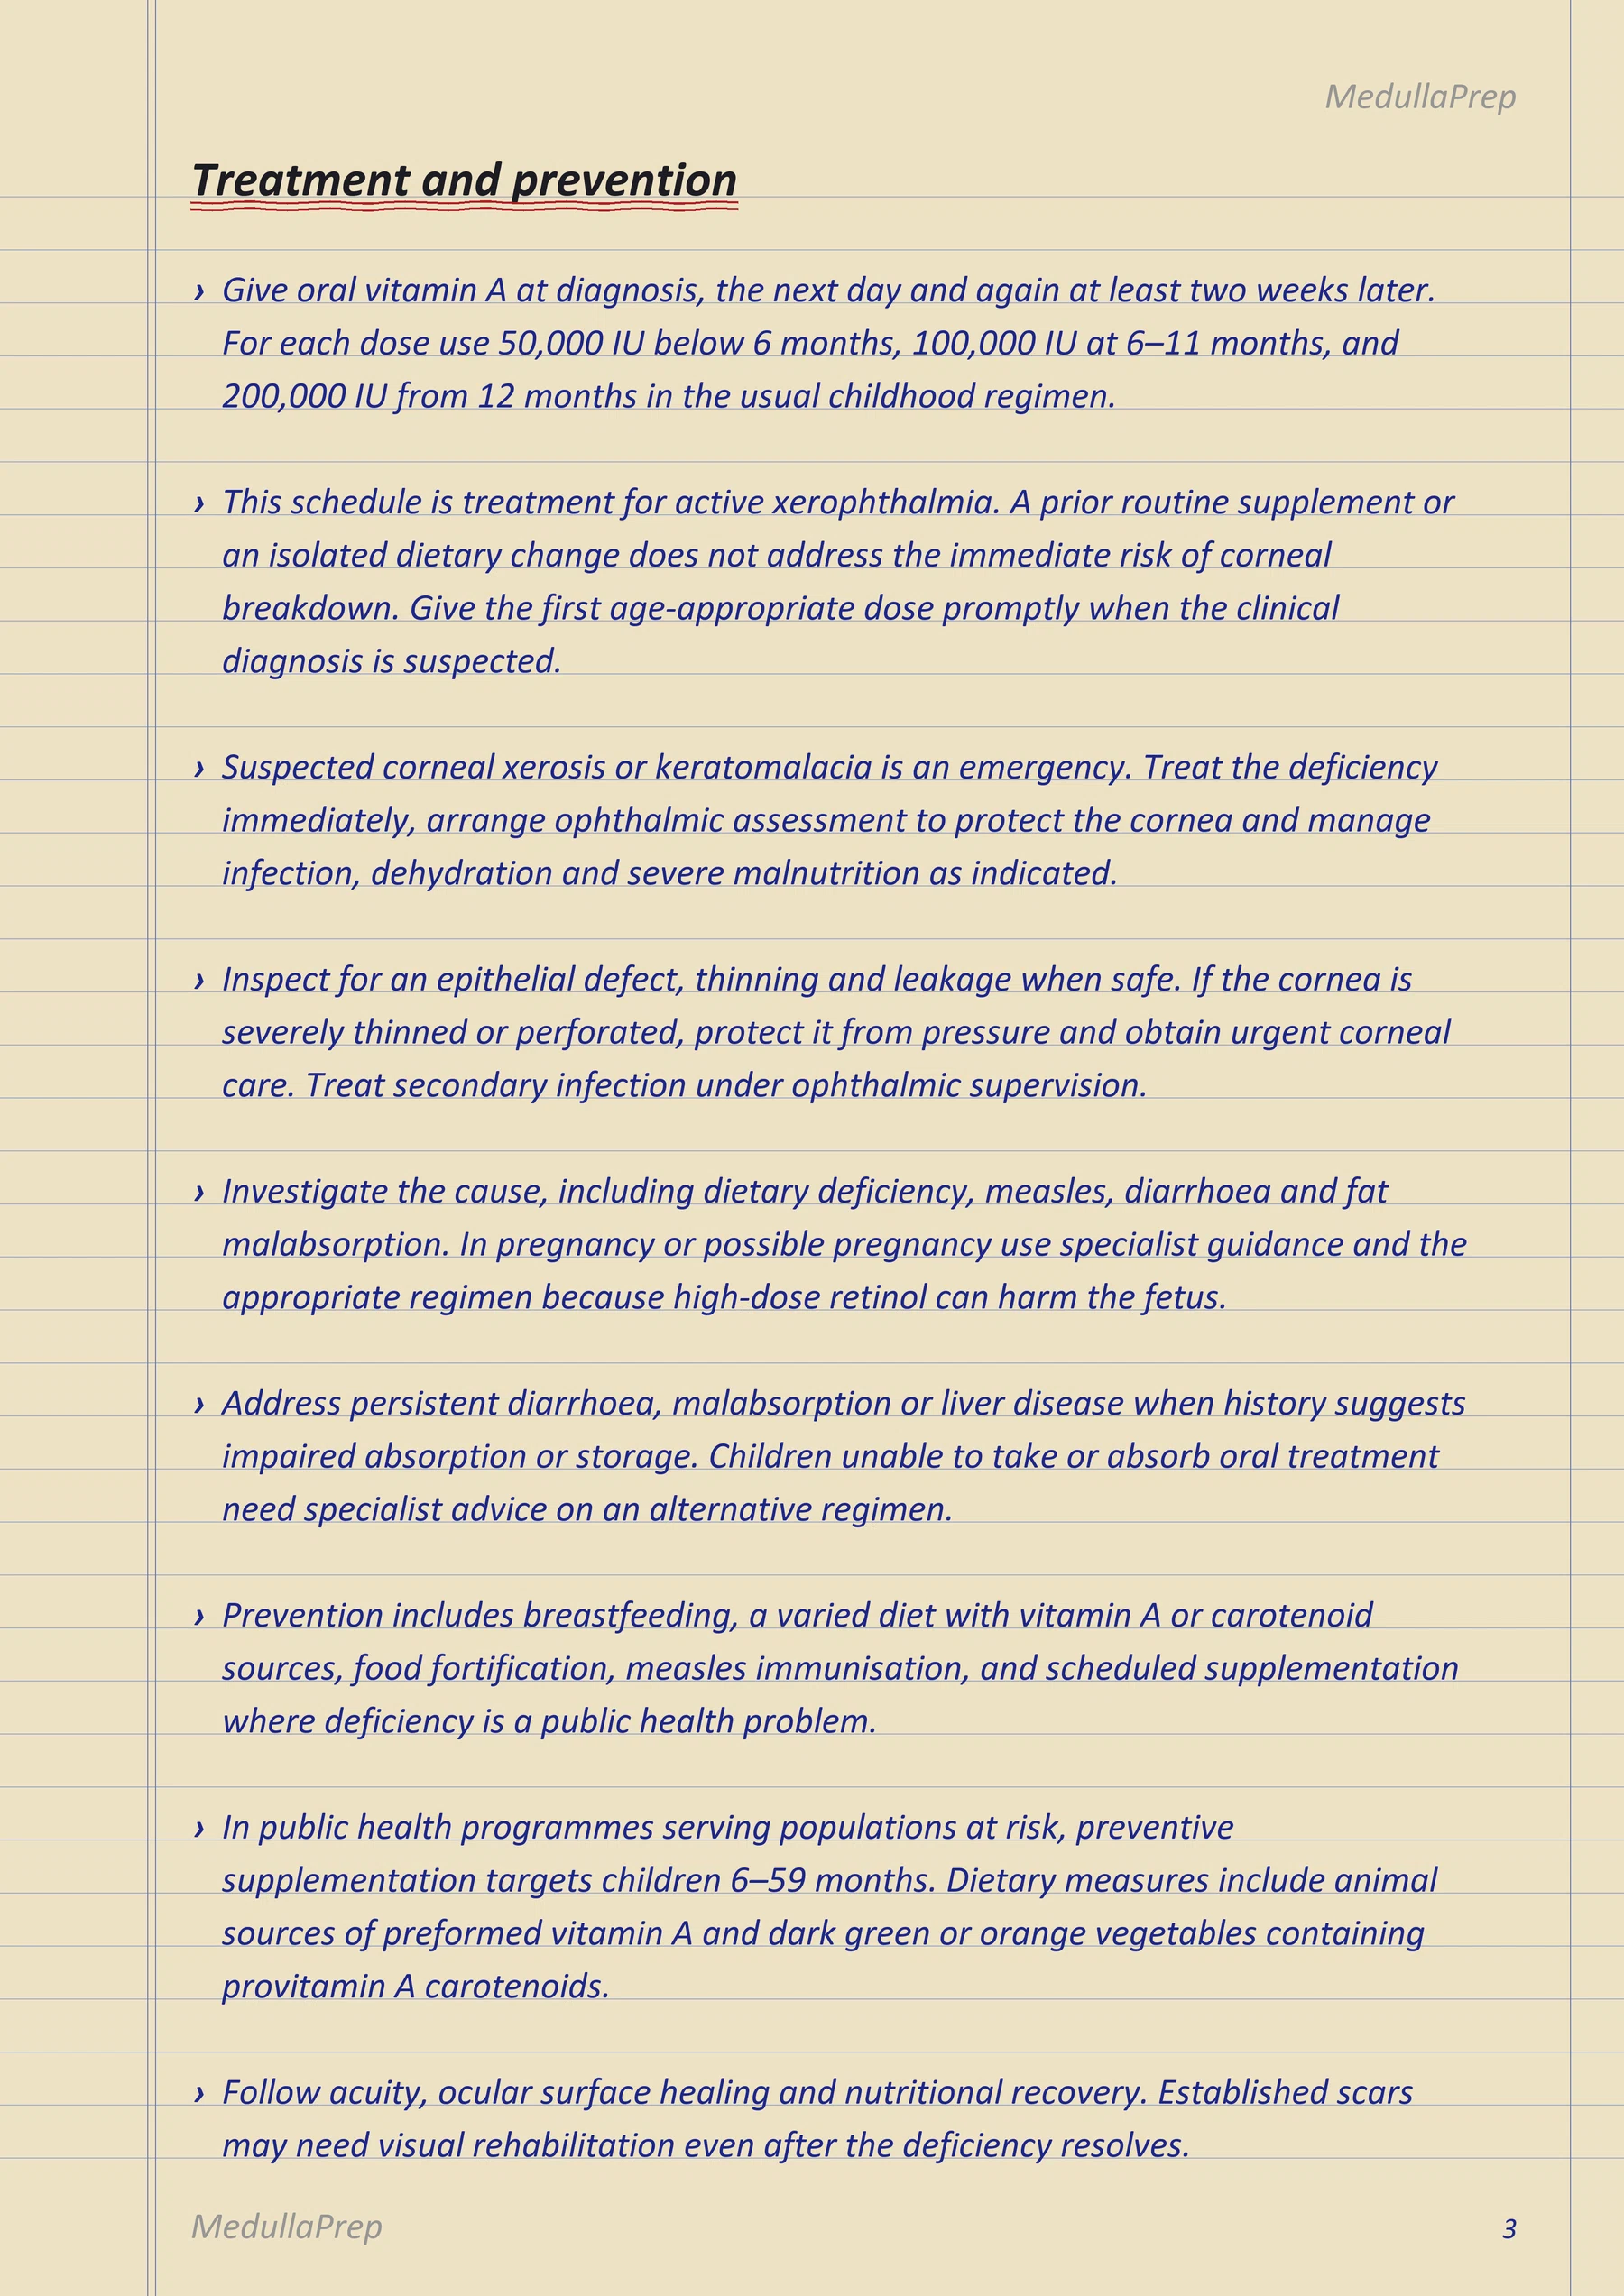 MedullaPrep
Treatment and prevention
› Give oral vitamin A at diagnosis, the next day and again at least two weeks later.
For each dose use 50,000 IU below 6 months, 100,000 IU at 6–11 months, and
200,000 IU from 12 months in the usual childhood regimen.
› This schedule is treatment for active xerophthalmia. A prior routine supplement or
an isolated dietary change does not address the immediate risk of corneal
breakdown. Give the first age-appropriate dose promptly when the clinical
diagnosis is suspected.
› Suspected corneal xerosis or keratomalacia is an emergency. Treat the deficiency
immediately, arrange ophthalmic assessment to protect the cornea and manage
infection, dehydration and severe malnutrition as indicated.
› Inspect for an epithelial defect, thinning and leakage when safe. If the cornea is
severely thinned or perforated, protect it from pressure and obtain urgent corneal
care. Treat secondary infection under ophthalmic supervision.
› Investigate the cause, including dietary deficiency, measles, diarrhoea and fat
malabsorption. In pregnancy or possible pregnancy use specialist guidance and the
appropriate regimen because high-dose retinol can harm the fetus.
› Address persistent diarrhoea, malabsorption or liver disease when history suggests
impaired absorption or storage. Children unable to take or absorb oral treatment
need specialist advice on an alternative regimen.
› Prevention includes breastfeeding, a varied diet with vitamin A or carotenoid
sources, food fortification, measles immunisation, and scheduled supplementation
where deficiency is a public health problem.
› In public health programmes serving populations at risk, preventive
supplementation targets children 6–59 months. Dietary measures include animal
sources of preformed vitamin A and dark green or orange vegetables containing
provitamin A carotenoids.
› Follow acuity, ocular surface healing and nutritional recovery. Established scars
may need visual rehabilitation even after the deficiency resolves.
MedullaPrep
3